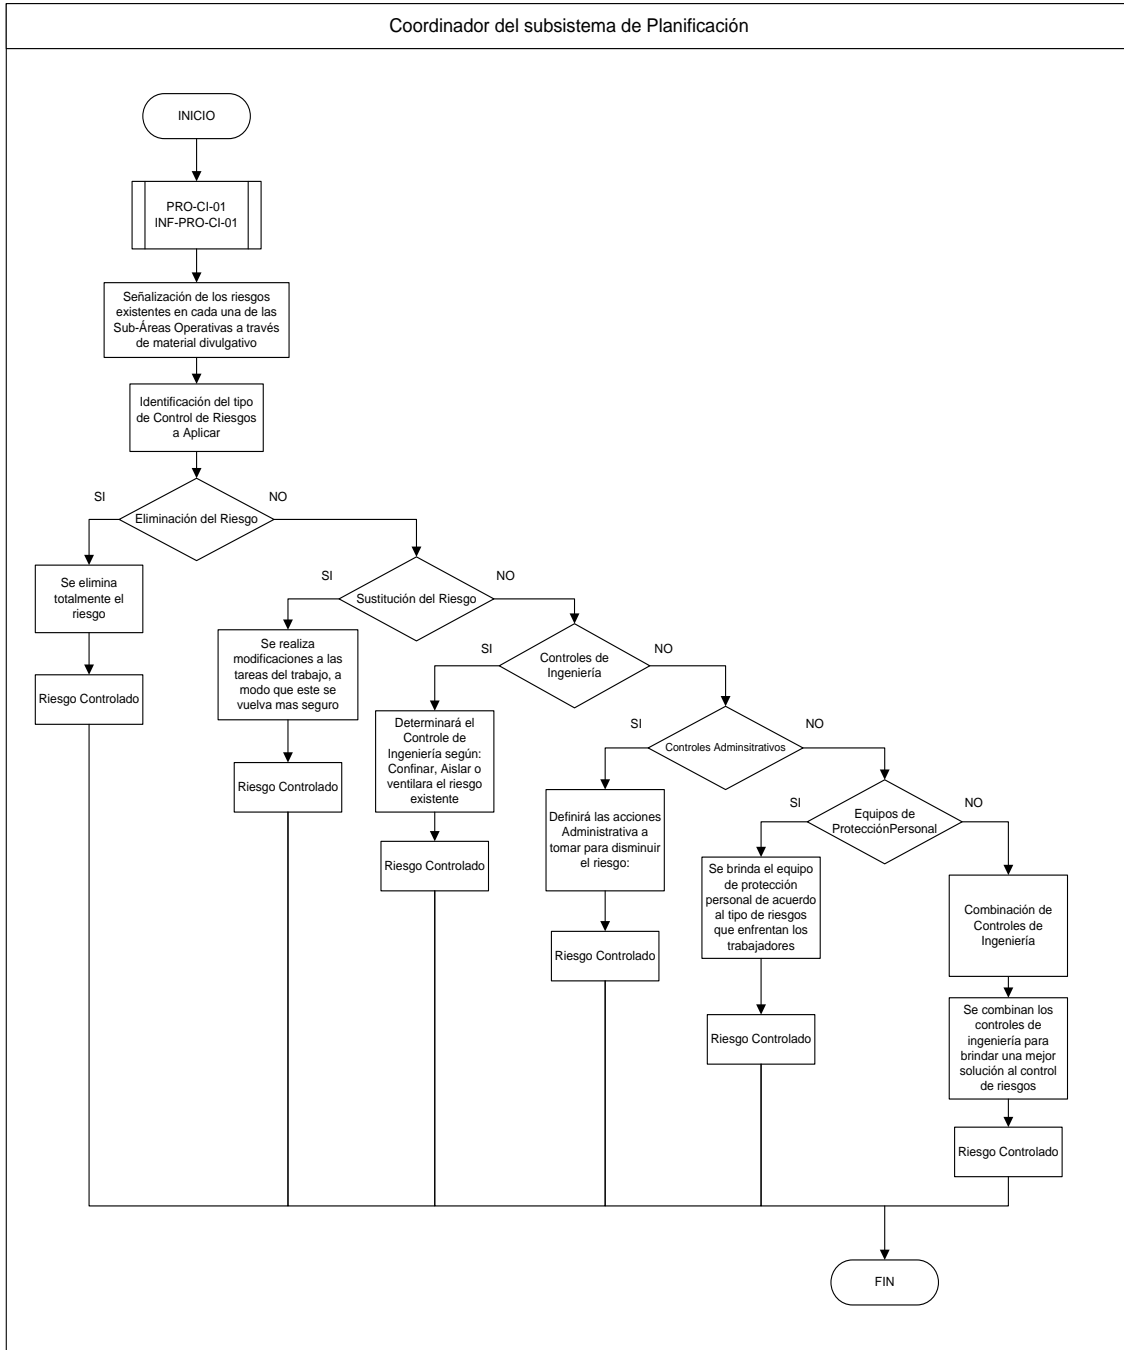 Coordinador del subsistema de Planificación
INICIO
PRO-CI-01
INF-PRO-CI-01
Señalización de los riesgos
existentes en cada una de las
Sub-Áreas Operativas a través
de material divulgativo
Identificación del tipo
de Control de Riesgos
a Aplicar
SI
NO
Eliminación del Riesgo
Se elimina
totalmente el
riesgo
Riesgo Controlado
SI
NO
Sustitución del Riesgo
Se realiza
modificaciones a las
tareas del trabajo, a
modo que este se
vuelva mas seguro
Riesgo Controlado
SI
NO
Controles de
Ingeniería
Determinará el
Controle de
Ingeniería según:
Confinar, Aislar o
ventilara el riesgo
existente
Riesgo Controlado
SI
NO
Controles Adminsitrativos
Definirá las acciones
Administrativa a
tomar para disminuir
el riesgo:
Riesgo Controlado
SI
NO
Equipos de
ProtecciónPersonal
Se brinda el equipo
de protección
personal de acuerdo
al tipo de riesgos
que enfrentan los
trabajadores
Riesgo Controlado
Combinación de
Controles de
Ingeniería
Se combinan los
controles de
ingeniería para
brindar una mejor
solución al control
de riesgos
Riesgo Controlado
FIN